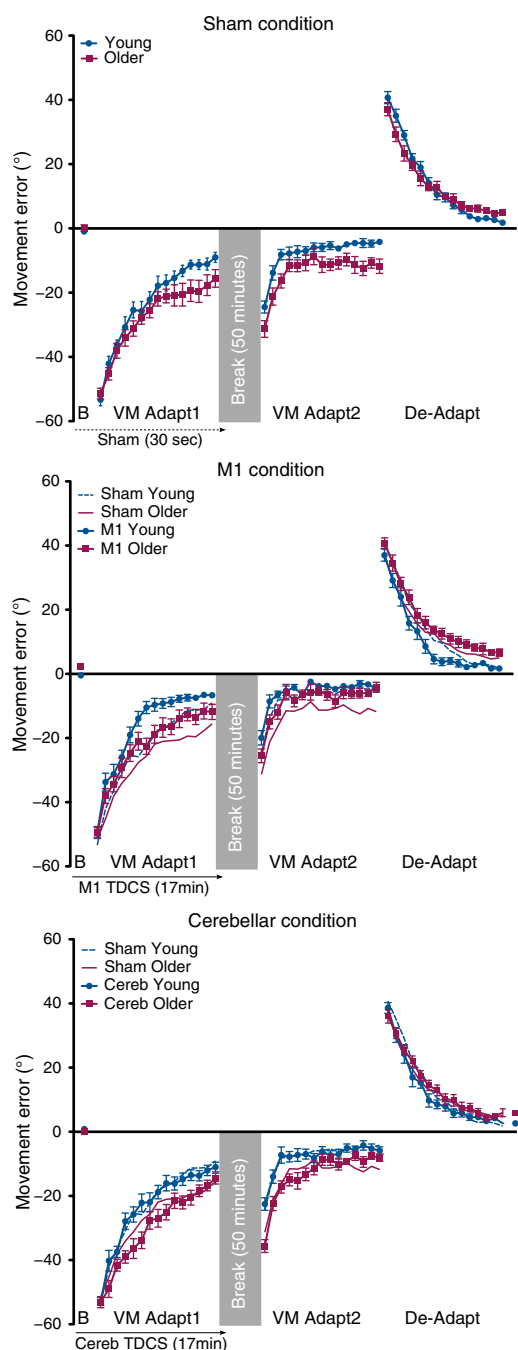 Sham condition
Young
Older
60
40
20
0
−20
−40
−60
Movement error (°)
B
VM Adapt1
Break (50 minutes)
VM Adapt2
De-Adapt
Sham (30 sec)
M1 condition
Sham Young
Sham Older
M1 Young
M1 Older
60
40
20
0
−20
−40
−60
Movement error (°)
B
VM Adapt1
Break (50 minutes)
VM Adapt2
De-Adapt
M1 TDCS (17min)
Cerebellar condition
Sham Young
Sham Older
Cereb Young
Cereb Older
60
40
20
0
−20
−40
−60
Movement error (°)
B
VM Adapt1
Break (50 minutes)
VM Adapt2
De-Adapt
Cereb TDCS (17min)